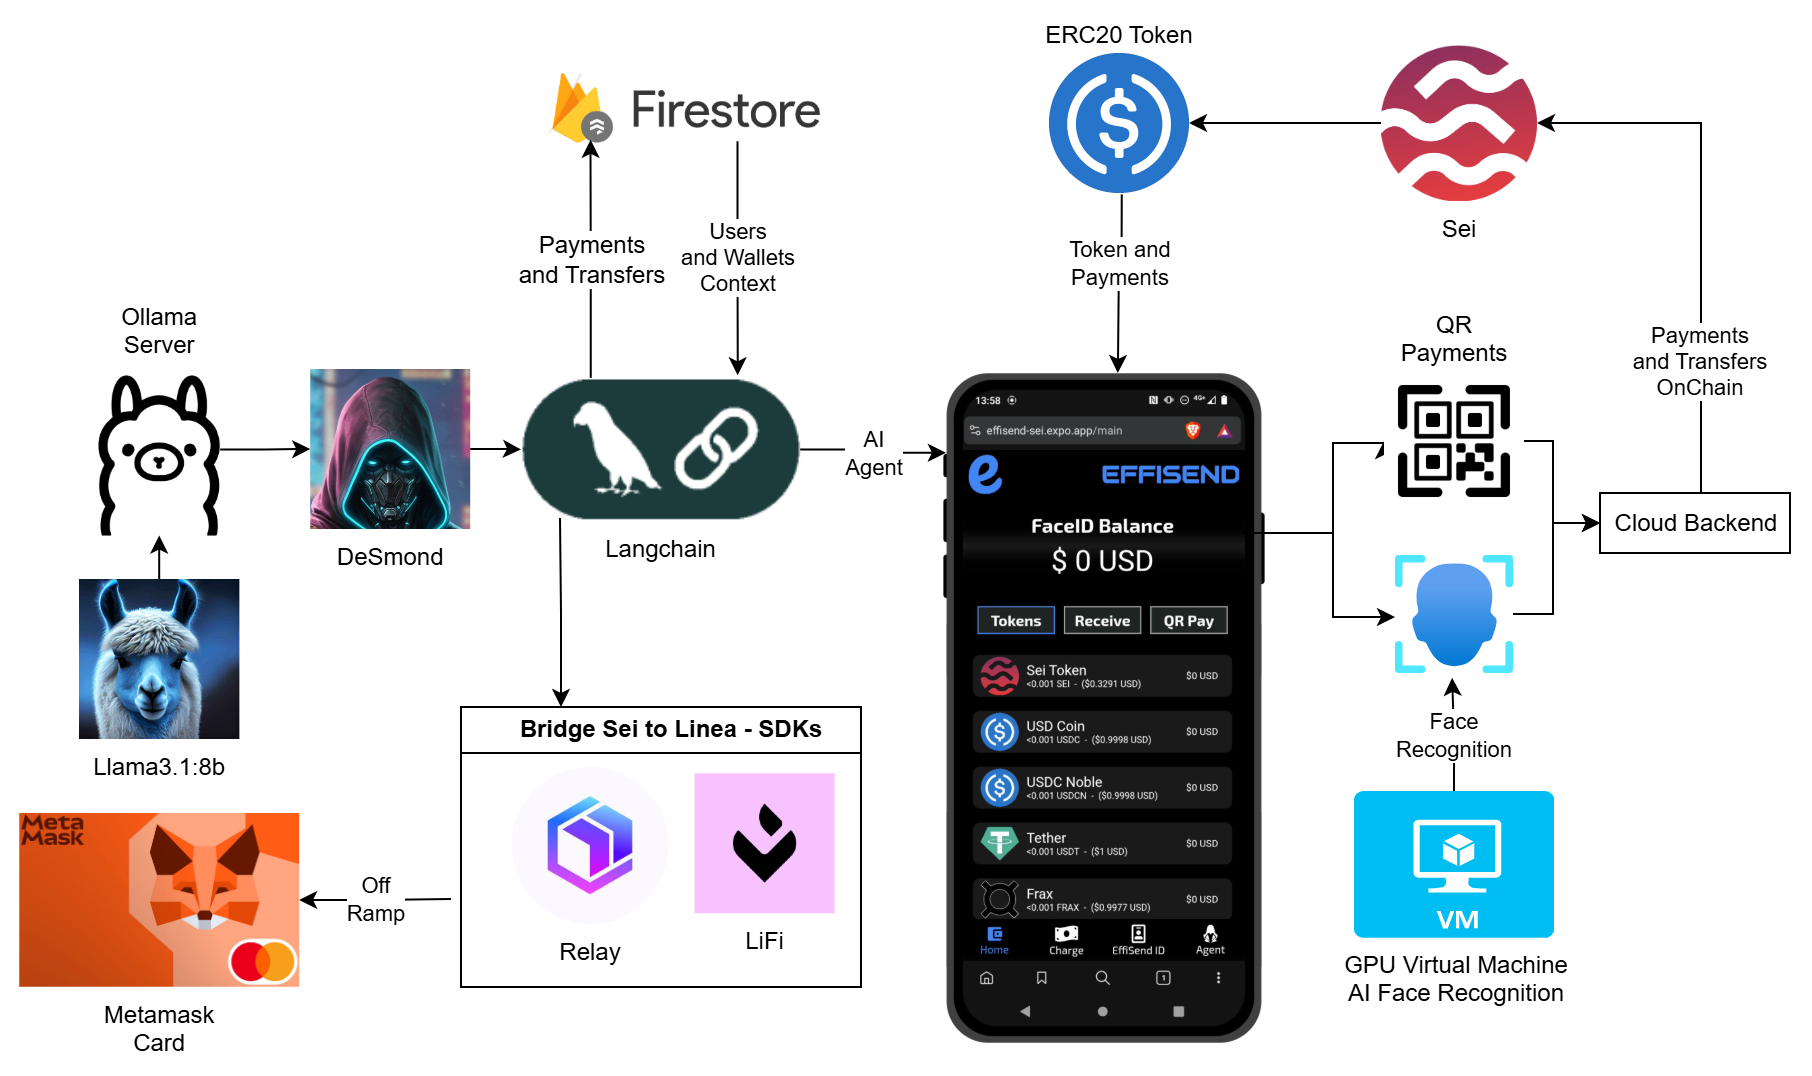 ERC20 Token
Firestore
Sei
Payments
and Transfers
Users
and Wallets
Context
Token and
Payments
Ollama
Server
QR
Payments
Payments
and Transfers
OnChain
DeSmond
Langchain
AI
Agent
Llama3.1:8b
13:58
4G+
effisend-sei.expo.app/main
e
EFFISEND
FaceID Balance
$ 0 USD
Tokens
Receive
QR Pay
Sei Token
<0.001 SEI - ($0.3291 USD)
$0 USD
USD Coin
<0.001 USDC - ($0.9998 USD)
$0 USD
USDC Noble
<0.001 USDCN - ($0.9998 USD)
$0 USD
Tether
<0.001 USDT - ($1 USD)
$0 USD
Frax
<0.001 FRAX - ($0.9977 USD)
$0 USD
Home
Charge
EffiSend ID
Agent
1
Cloud Backend
Face
Recognition
VM
GPU Virtual Machine
AI Face Recognition
Bridge Sei to Linea - SDKs
Relay
LiFi
Off
Ramp
Meta
Mask
Metamask
Card